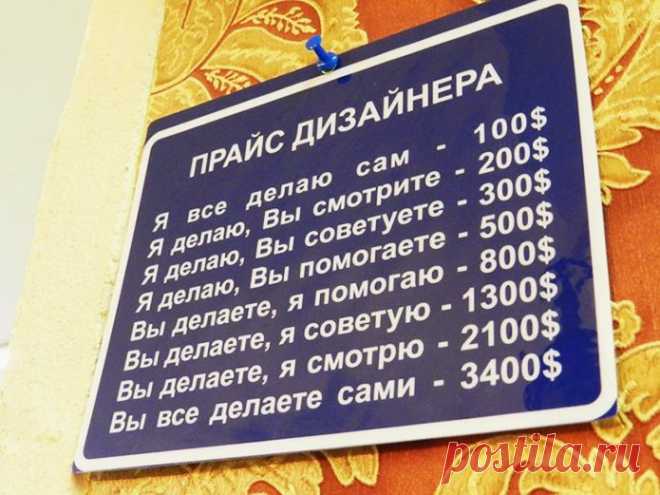 ПРАЙС ДИЗАЙНЕРА
Я все делаю сам - 100$
Я делаю, Вы смотрите - 200$
Я делаю, Вы советуете - 300$
Я делаю, Вы помогаете - 500$
Вы делаете, я помогаю - 800$
Вы делаете, я советую - 1300$
Вы делаете, я смотрю - 2100$
Вы все делаете сами - 3400$
postila.ru